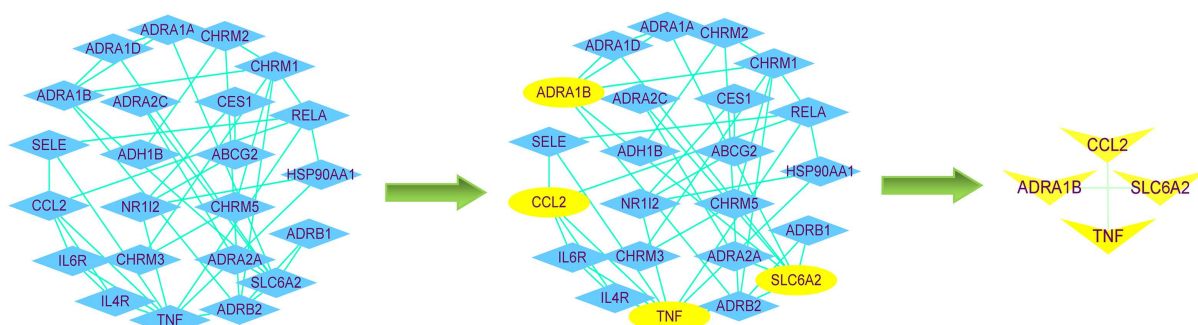 ADRA1A
CHRM2
ADRA1D
CHRM1
ADRA1B
ADRA2C
CES1
RELA
SELE
ADH1B
ABCG2
HSP90AA1
CCL2
NR1I2
CHRM5
ADRB1
IL6R
CHRM3
ADRA2A
SLC6A2
IL4R
ADRB2
TNF
ADRA1A
CHRM2
ADRA1D
CHRM1
ADRA1B
ADRA2C
CES1
RELA
SELE
ADH1B
ABCG2
HSP90AA1
CCL2
NR1I2
CHRM5
ADRB1
IL6R
CHRM3
ADRA2A
SLC6A2
IL4R
ADRB2
TNF
CCL2
ADRA1B
SLC6A2
TNF